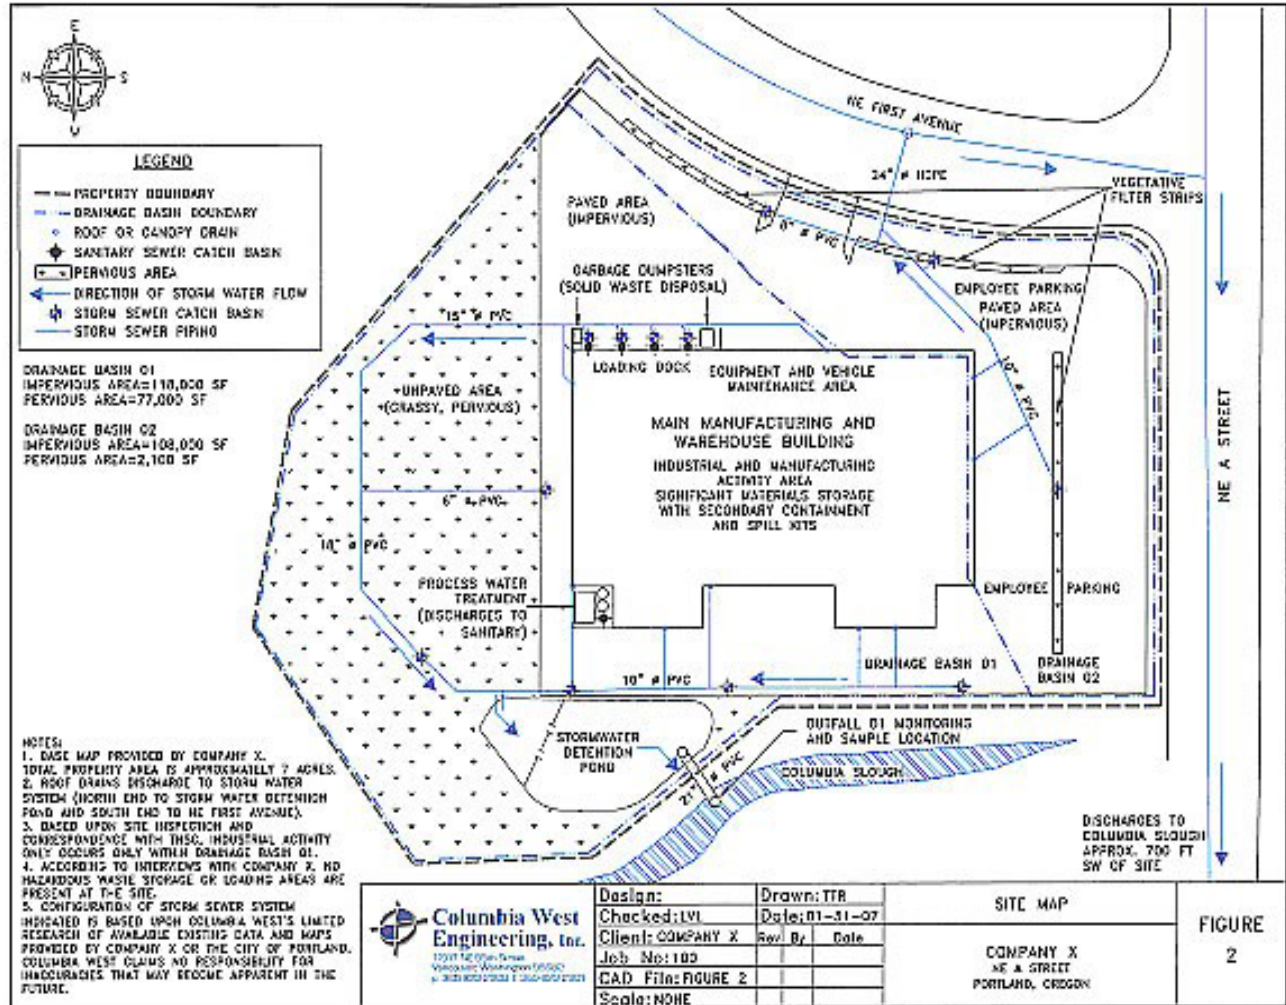 E
N
S
W
LEGEND
PROPERTY BOUNDARY
DRAINAGE BASIN BOUNDARY
ROOF OR CANOPY DRAIN
SANITARY SEWER CATCH BASIN
PERVIOUS AREA
DIRECTION OF STORM WATER FLOW
STORM SEWER CATCH BASIN
STORM SEWER PIPING
DRAINAGE BASIN 01
IMPERVIOUS AREA=118,000 SF
PERVIOUS AREA=77,000 SF
DRAINAGE BASIN 02
IMPERVIOUS AREA=108,000 SF
PERVIOUS AREA=2,100 SF
NE FIRST AVENUE
24" Ø HDPE
VEGETATIVE
FILTER STRIPS
PAVED AREA
(IMPERVIOUS)
8" Ø PVC
GARBAGE DUMPSTERS
(SOLID WASTE DISPOSAL)
EMPLOYEE PARKING
PAVED AREA
(IMPERVIOUS)
15" Ø PVC
LOADING DOCK
EQUIPMENT AND VEHICLE
MAINTENANCE AREA
10" Ø PVC
UNPAVED AREA
(GRASSY, PERVIOUS)
MAIN MANUFACTURING AND
WAREHOUSE BUILDING
INDUSTRIAL AND MANUFACTURING
ACTIVITY AREA
SIGNIFICANT MATERIALS STORAGE
WITH SECONDARY CONTAINMENT
AND SPILL KITS
NE A STREET
6" Ø PVC
18" Ø PVC
PROCESS WATER
TREATMENT
(DISCHARGES TO
SANITARY)
EMPLOYEE PARKING
DRAINAGE BASIN 01
DRAINAGE
BASIN 02
10" Ø PVC
STORMWATER
DETENTION
POND
OUTFALL 01 MONITORING
AND SAMPLE LOCATION
21" Ø PVC
COLUMBIA SLOUGH
DISCHARGES TO
COLUMBIA SLOUGH
APPROX. 700 FT
SW OF SITE
NOTES:
1. BASE MAP PROVIDED BY COMPANY X.
TOTAL PROPERTY AREA IS APPROXIMATELY 7 ACRES.
2. ROOF DRAINS DISCHARGE TO STORM WATER
SYSTEM (NORTH END TO STORM WATER DETENTION
POND AND SOUTH END TO NE FIRST AVENUE).
3. BASED UPON SITE INSPECTION AND
CORRESPONDENCE WITH INDUSTRIAL ACTIVITY
ONLY OCCURS ONLY WITHIN DRAINAGE BASIN 01.
4. ACCORDING TO INTERVIEWS WITH COMPANY X, NO
HAZARDOUS WASTE STORAGE OR LOADING AREAS ARE
PRESENT AT THE SITE.
5. CONFIGURATION OF STORM SEWER SYSTEM
INDICATED IS BASED UPON COLUMBIA WEST'S LIMITED
RESEARCH OF AVAILABLE EXISTING DATA AND MAPS
PROVIDED BY COMPANY X OR THE CITY OF PORTLAND.
COLUMBIA WEST CLAIMS NO RESPONSIBILITY FOR
INACCURACIES THAT MAY BECOME APPARENT IN THE
FUTURE.
Columbia West
Engineering, Inc.
Vancouver, Washington
Design:
Drawn: TTR
Checked: LVL
Date: 01-31-07
Client: COMPANY X
Rev By Date
Job No: 103
CAD File: FIGURE 2
Scale: NONE
SITE MAP
COMPANY X
NE A STREET
PORTLAND, OREGON
FIGURE
2